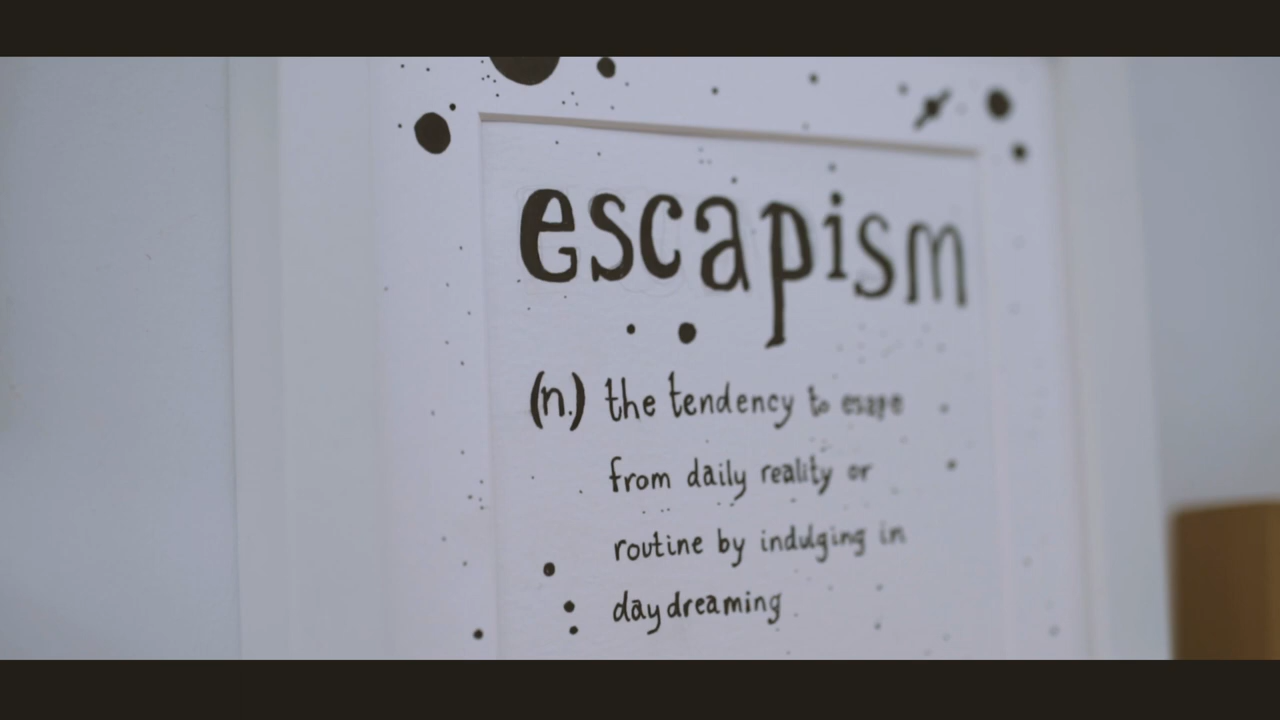 escapism
(n.) the tendency to escape
from daily reality or
routine by indulging in
daydreaming